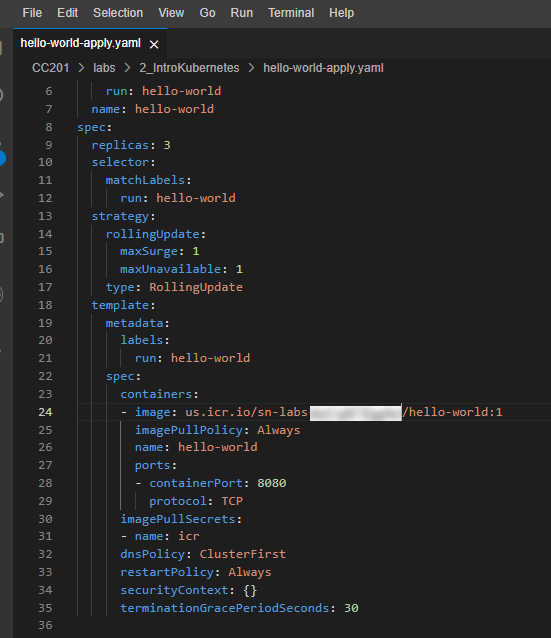 File Edit Selection View Go Run Terminal Help
hello-world-apply.yaml ×
CC201 > labs > 2_IntroKubernetes > hello-world-apply.yaml
6 run: hello-world
7 name: hello-world
8 spec:
9 replicas: 3
10 selector:
11 matchLabels:
12 run: hello-world
13 strategy:
14 rollingUpdate:
15 maxSurge: 1
16 maxUnavailable: 1
17 type: RollingUpdate
18 template:
19 metadata:
20 labels:
21 run: hello-world
22 spec:
23 containers:
24 - image: us.icr.io/sn-labs /hello-world:1
25 imagePullPolicy: Always
26 name: hello-world
27 ports:
28 - containerPort: 8080
29 protocol: TCP
30 imagePullSecrets:
31 - name: icr
32 dnsPolicy: ClusterFirst
33 restartPolicy: Always
34 securityContext: {}
35 terminationGracePeriodSeconds: 30
36